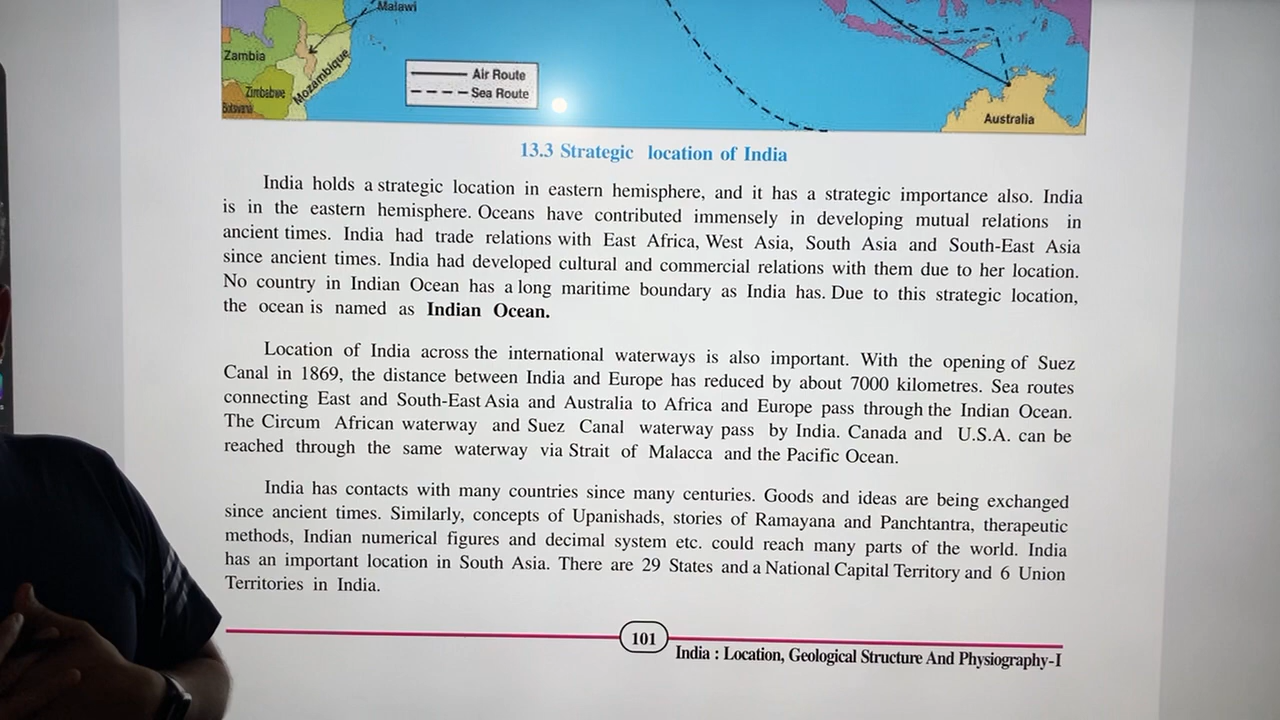 Malawi
Zambia
Mozambique
Zimbabwe
Botswana
Air Route
Sea Route
Australia
13.3 Strategic location of India
India holds a strategic location in eastern hemisphere, and it has a strategic importance also. India
is in the eastern hemisphere. Oceans have contributed immensely in developing mutual relations in
ancient times. India had trade relations with East Africa, West Asia, South Asia and South-East Asia
since ancient times. India had developed cultural and commercial relations with them due to her location.
No country in Indian Ocean has a long maritime boundary as India has. Due to this strategic location,
the ocean is named as Indian Ocean.
Location of India across the international waterways is also important. With the opening of Suez
Canal in 1869, the distance between India and Europe has reduced by about 7000 kilometres. Sea routes
connecting East and South-East Asia and Australia to Africa and Europe pass through the Indian Ocean.
The Circum African waterway and Suez Canal waterway pass by India. Canada and U.S.A. can be
reached through the same waterway via Strait of Malacca and the Pacific Ocean.
India has contacts with many countries since many centuries. Goods and ideas are being exchanged
since ancient times. Similarly, concepts of Upanishads, stories of Ramayana and Panchtantra, therapeutic
methods, Indian numerical figures and decimal system etc. could reach many parts of the world. India
has an important location in South Asia. There are 29 States and a National Capital Territory and 6 Union
Territories in India.
101
India : Location, Geological Structure And Physiography-I